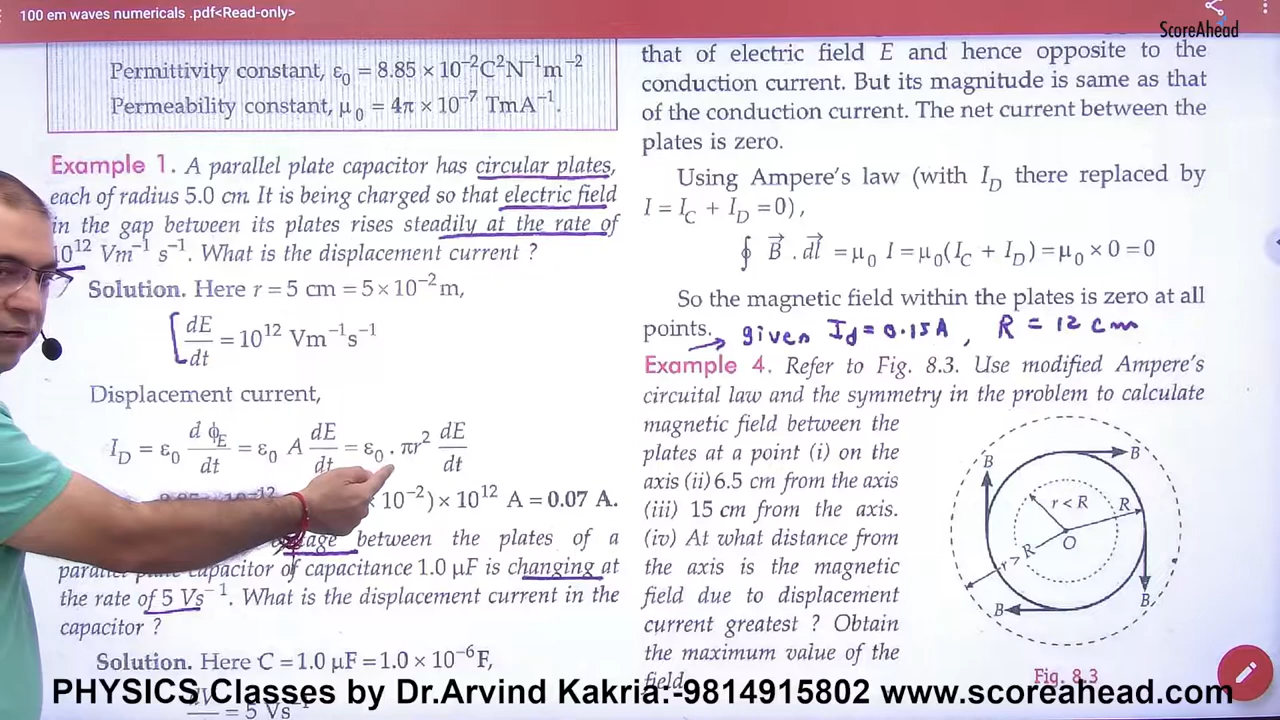 100 em waves numericals .pdf<Read-only>
ScoreAhead
Permittivity constant, ε₀ = 8.85 × 10⁻²C²N⁻¹m⁻²
Permeability constant, μ₀ = 4π × 10⁻⁷ TmA⁻¹.
Example 1. A parallel plate capacitor has circular plates,
each of radius 5.0 cm. It is being charged so that electric field
in the gap between its plates rises steadily at the rate of
10¹² Vm⁻¹ s⁻¹. What is the displacement current ?
Solution. Here r = 5 cm = 5 × 10⁻² m,
dE/dt = 10¹² Vm⁻¹s⁻¹
Displacement current,
I_D = ε₀ dϕ_E/dt = ε₀ A dE/dt = ε₀ . πr² dE/dt
10⁻²) × 10¹² A = 0.07 A.
between the plates of a
parallel plane capacitor of capacitance 1.0 μF is changing at
the rate of 5 Vs⁻¹. What is the displacement current in the
capacitor ?
Solution. Here C = 1.0 μF = 1.0 × 10⁻⁶ F,
= 5 Vs⁻¹
that of electric field E and hence opposite to the
conduction current. But its magnitude is same as that
of the conduction current. The net current between the
plates is zero.
Using Ampere's law (with I_D there replaced by
I = I_C + I_D = 0),
∮ B⃗ . dl⃗ = μ₀ I = μ₀(I_C + I_D) = μ₀ × 0 = 0
So the magnetic field within the plates is zero at all
points. → given I_d = 0.15A , R = 12 cm
Example 4. Refer to Fig. 8.3. Use modified Ampere's
circuital law and the symmetry in the problem to calculate
magnetic field between the
plates at a point (i) on the
axis (ii) 6.5 cm from the axis
(iii) 15 cm from the axis.
(iv) At what distance from
the axis is the magnetic
field due to displacement
current greatest ? Obtain
the maximum value of the
field.
B
B
r < R
R
O
r > R
B
B
Fig. 8.3
PHYSICS Classes by Dr.Arvind Kakria:-9814915802 www.scoreahead.com